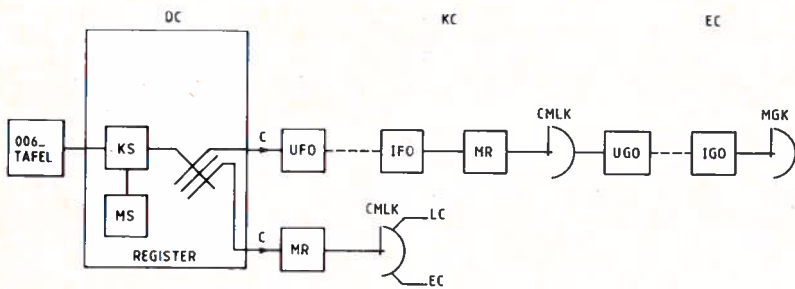 DC
KC
EC
006_
TAFEL
KS
MS
REGISTER
C
UFO
IFO
MR
CMLK
UGO
IGO
MGK
C
MR
CMLK
LC
EC